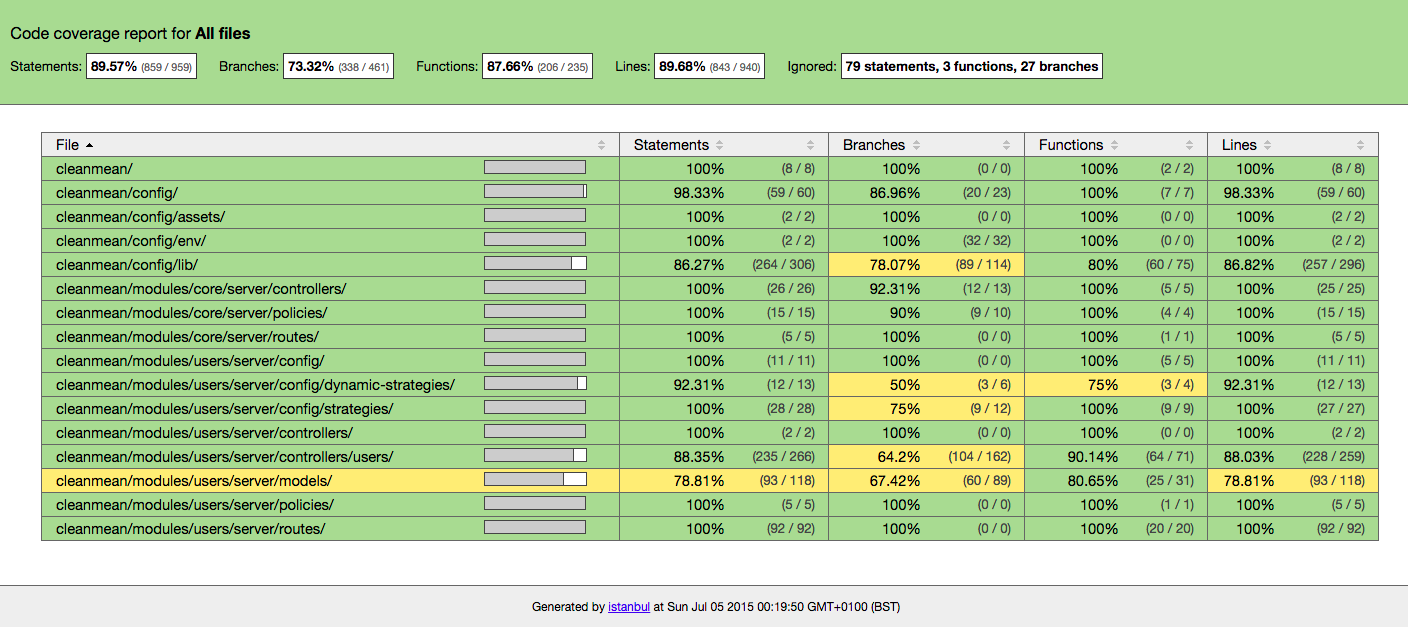 Code coverage report for All files
Statements: 89.57% (859 / 959) Branches: 73.32% (338 / 461) Functions: 87.66% (206 / 235) Lines: 89.68% (843 / 940) Ignored: 79 statements, 3 functions, 27 branches
File Statements Branches Functions Lines
cleanmean/ 100% (8 / 8) 100% (0 / 0) 100% (2 / 2) 100% (8 / 8)
cleanmean/config/ 98.33% (59 / 60) 86.96% (20 / 23) 100% (7 / 7) 98.33% (59 / 60)
cleanmean/config/assets/ 100% (2 / 2) 100% (0 / 0) 100% (0 / 0) 100% (2 / 2)
cleanmean/config/env/ 100% (2 / 2) 100% (32 / 32) 100% (0 / 0) 100% (2 / 2)
cleanmean/config/lib/ 86.27% (264 / 306) 78.07% (89 / 114) 80% (60 / 75) 86.82% (257 / 296)
cleanmean/modules/core/server/controllers/ 100% (26 / 26) 92.31% (12 / 13) 100% (5 / 5) 100% (25 / 25)
cleanmean/modules/core/server/policies/ 100% (15 / 15) 90% (9 / 10) 100% (4 / 4) 100% (15 / 15)
cleanmean/modules/core/server/routes/ 100% (5 / 5) 100% (0 / 0) 100% (1 / 1) 100% (5 / 5)
cleanmean/modules/users/server/config/ 100% (11 / 11) 100% (0 / 0) 100% (5 / 5) 100% (11 / 11)
cleanmean/modules/users/server/config/dynamic-strategies/ 92.31% (12 / 13) 50% (3 / 6) 75% (3 / 4) 92.31% (12 / 13)
cleanmean/modules/users/server/config/strategies/ 100% (28 / 28) 75% (9 / 12) 100% (9 / 9) 100% (27 / 27)
cleanmean/modules/users/server/controllers/ 100% (2 / 2) 100% (0 / 0) 100% (0 / 0) 100% (2 / 2)
cleanmean/modules/users/server/controllers/users/ 88.35% (235 / 266) 64.2% (104 / 162) 90.14% (64 / 71) 88.03% (228 / 259)
cleanmean/modules/users/server/models/ 78.81% (93 / 118) 67.42% (60 / 89) 80.65% (25 / 31) 78.81% (93 / 118)
cleanmean/modules/users/server/policies/ 100% (5 / 5) 100% (0 / 0) 100% (1 / 1) 100% (5 / 5)
cleanmean/modules/users/server/routes/ 100% (92 / 92) 100% (0 / 0) 100% (20 / 20) 100% (92 / 92)
Generated by istanbul at Sun Jul 05 2015 00:19:50 GMT+0100 (BST)